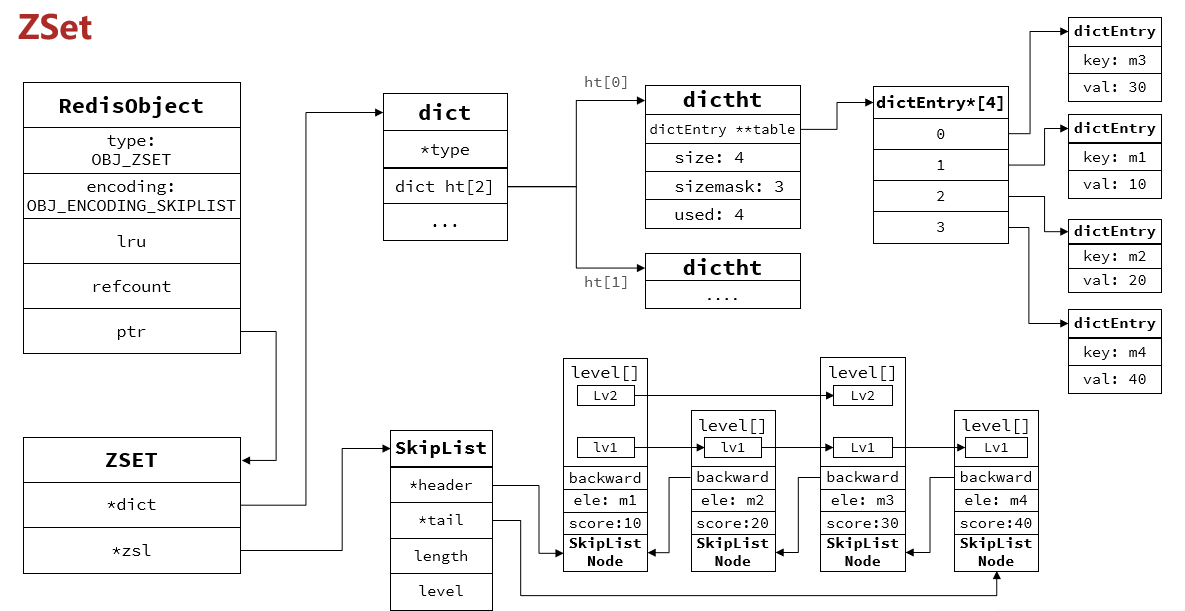 ZSet
RedisObject
type:
OBJ_ZSET
encoding:
OBJ_ENCODING_SKIPLIST
lru
refcount
ptr
ZSET
*dict
*zsl
dict
*type
dict ht[2]
...
ht[0]
ht[1]
dictht
dictEntry **table
size: 4
sizemask: 3
used: 4
dictht
....
dictEntry*[4]
0
1
2
3
dictEntry
key: m3
val: 30
dictEntry
key: m1
val: 10
dictEntry
key: m2
val: 20
dictEntry
key: m4
val: 40
SkipList
*header
*tail
length
level
level[]
Lv2
lv1
backward
ele: m1
score:10
SkipList
Node
level[]
lv1
backward
ele: m2
score:20
SkipList
Node
level[]
Lv2
Lv1
backward
ele: m3
score:30
SkipList
Node
level[]
Lv1
backward
ele: m4
score:40
SkipList
Node